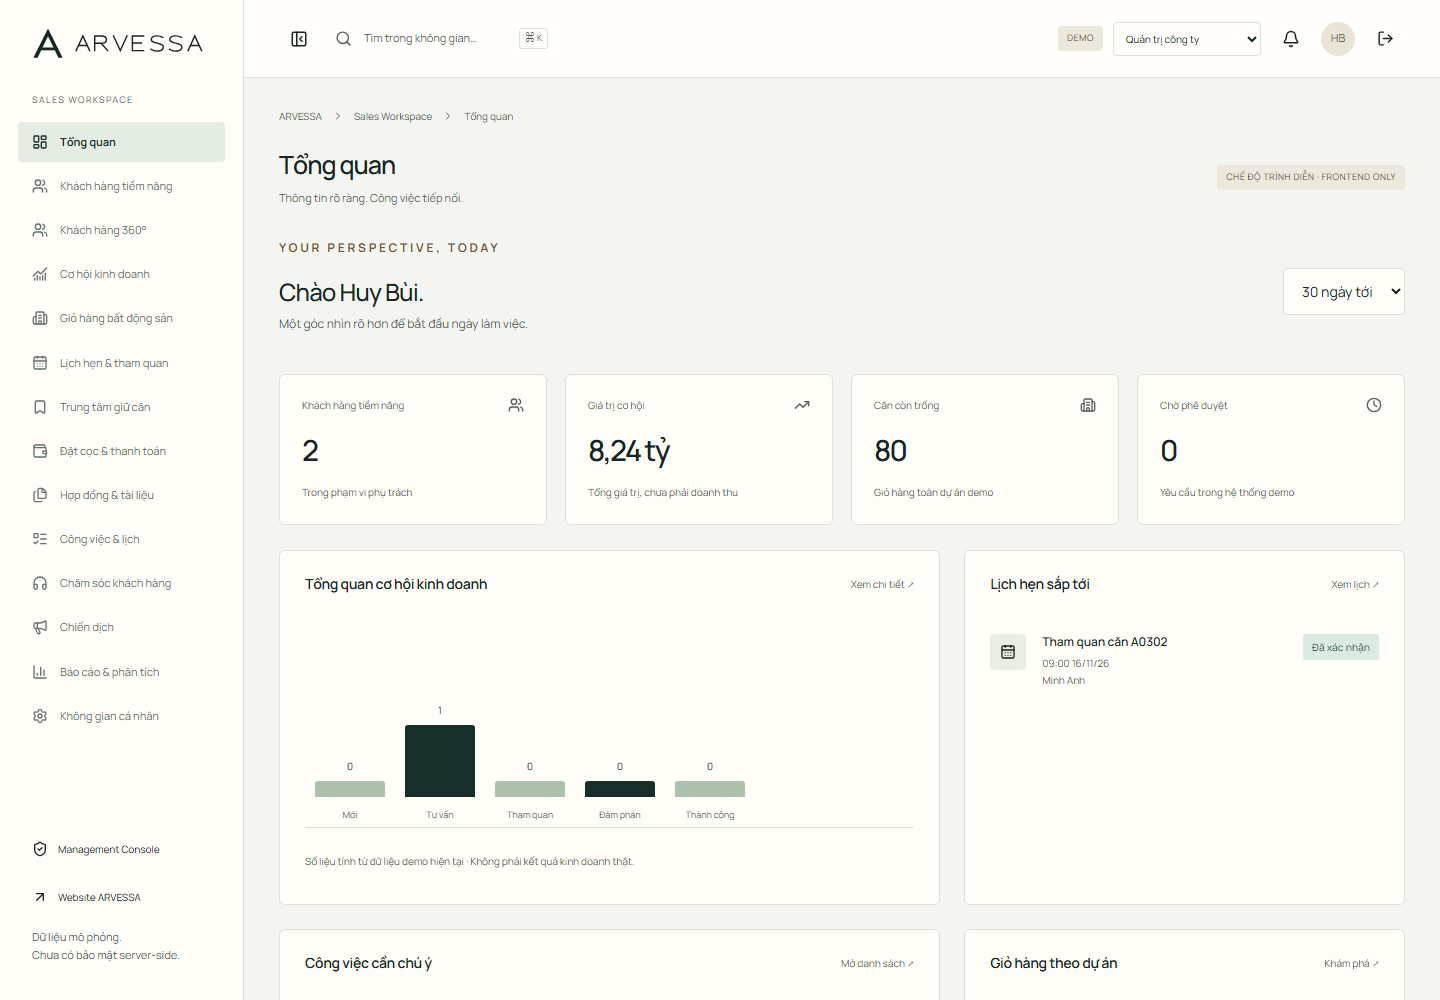 ARVESSA
Tìm trong không gian...
⌘ K
DEMO
Quản trị công ty
HB
SALES WORKSPACE
Tổng quan
Khách hàng tiềm năng
Khách hàng 360°
Cơ hội kinh doanh
Giỏ hàng bất động sản
Lịch hẹn & tham quan
Trung tâm giữ căn
Đặt cọc & thanh toán
Hợp đồng & tài liệu
Công việc & lịch
Chăm sóc khách hàng
Chiến dịch
Báo cáo & phân tích
Không gian cá nhân
Management Console
Website ARVESSA
Dữ liệu mô phỏng.
Chưa có bảo mật server-side.
ARVESSA > Sales Workspace > Tổng quan
Tổng quan
Thông tin rõ ràng. Công việc tiếp nối.
CHẾ ĐỘ TRÌNH DIỄN · FRONTEND ONLY
YOUR PERSPECTIVE, TODAY
Chào Huy Bùi.
Một góc nhìn rõ hơn để bắt đầu ngày làm việc.
30 ngày tới
Khách hàng tiềm năng
2
Trong phạm vi phụ trách
Giá trị cơ hội
8,24 tỷ
Tổng giá trị, chưa phải doanh thu
Căn còn trống
80
Giỏ hàng toàn dự án demo
Chờ phê duyệt
0
Yêu cầu trong hệ thống demo
Tổng quan cơ hội kinh doanh
Xem chi tiết ↗
0
1
0
0
0
Mới
Tư vấn
Tham quan
Đàm phán
Thành công
Số liệu tính từ dữ liệu demo hiện tại · Không phải kết quả kinh doanh thật.
Lịch hẹn sắp tới
Xem lịch ↗
Tham quan căn A0302
09:00 16/11/26
Minh Anh
Đã xác nhận
Công việc cần chú ý
Mở danh sách ↗
Giỏ hàng theo dự án
Khám phá ↗